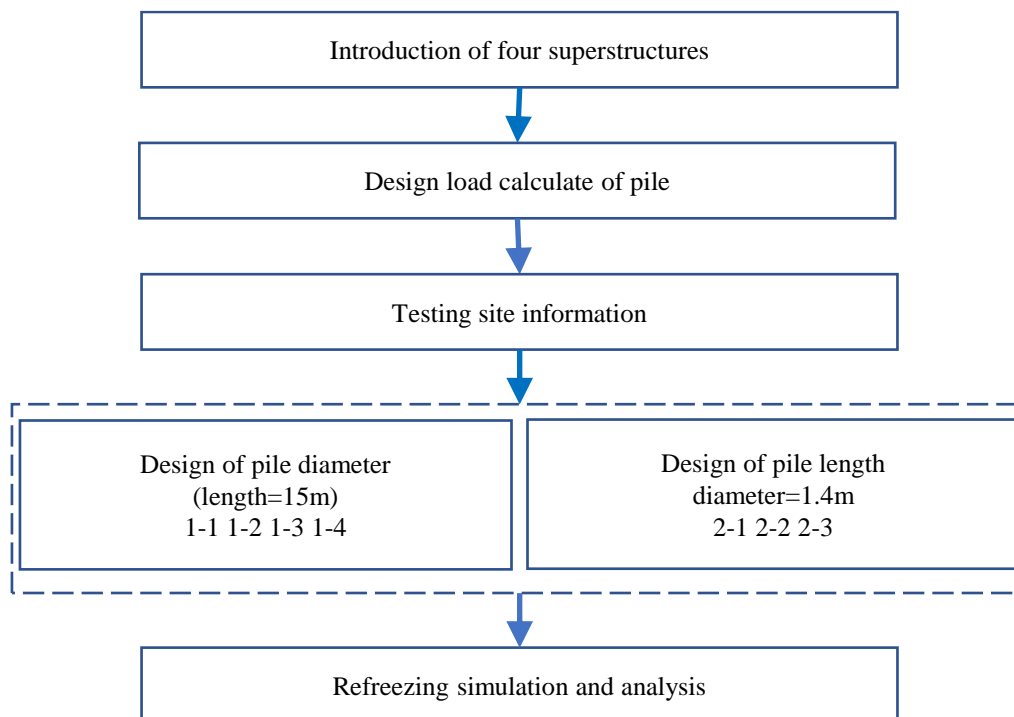 Introduction of four superstructures
Design load calculate of pile
Testing site information
Design of pile diameter
(length=15m)
1-1 1-2 1-3 1-4
Design of pile length
diameter=1.4m
2-1 2-2 2-3
Refreezing simulation and analysis